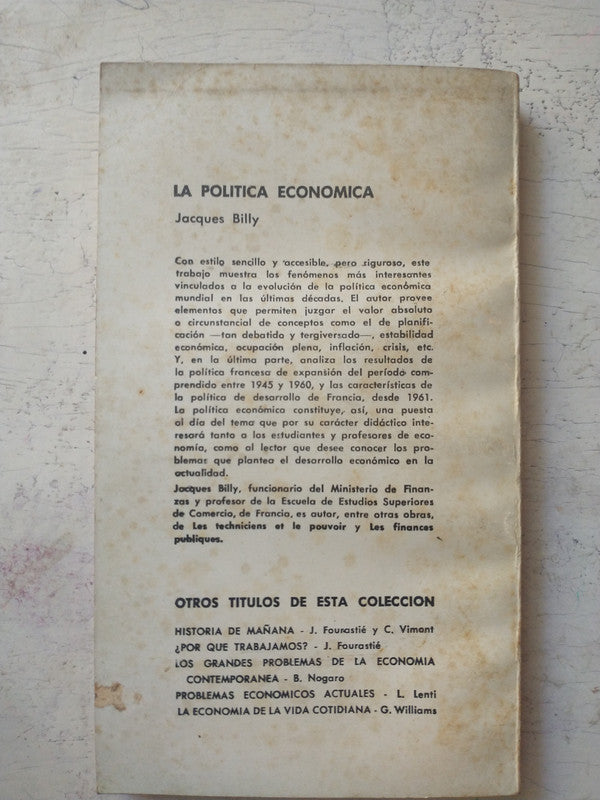 LA POLITICA ECONOMICA
Jacques Billy
Con estilo sencillo y accesible, pero riguroso, este
trabajo muestra los fenómenos más interesantes
vinculados a la evolución de la política económica
mundial en las últimas décadas. El autor provee
elementos que permiten juzgar el valor absoluto
o circunstancial de conceptos como el de planifi-
cación —tan debatido y tergiversado—, estabilidad
económica, ocupación plena, inflación, crisis, etc.
Y, en la última parte, analiza los resultados de
la política francesa de expansión del período com-
prendido entre 1945 y 1960, y las características de
la política de desarrollo de Francia, desde 1961.
La política económica constituye, así, una puesta
al día del tema que por su carácter didáctico inte-
resará tanto a los estudiantes y profesores de eco-
nomía, como al lector que desee conocer los pro-
blemas que plantea el desarrollo económico en la
actualidad.
Jacques Billy, funcionario del Ministerio de Finan-
zas y profesor de la Escuela de Estudios Superiores
de Comercio, de Francia, es autor, entre otras obras,
de Les techniciens et le pouvoir y Les finances
publiques.
OTROS TITULOS DE ESTA COLECCION
HISTORIA DE MAÑANA - J. Fourastié y C. Vimont
¿POR QUE TRABAJAMOS? - J. Fourastié
LOS GRANDES PROBLEMAS DE LA ECONOMIA
CONTEMPORANEA - B. Nogaro
PROBLEMAS ECONOMICOS ACTUALES - L. Lenti
LA ECONOMIA DE LA VIDA COTIDIANA - G. Williams